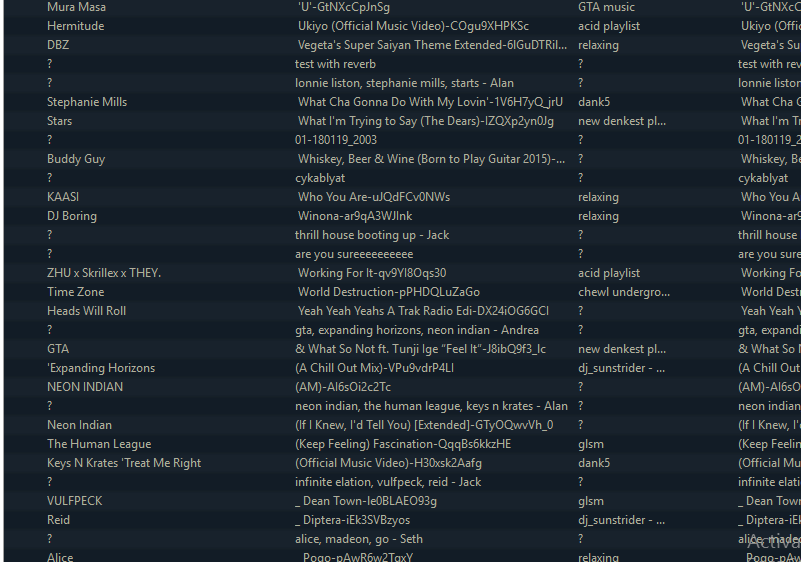 Mura Masa 'U'-GtNXcCpJnSg GTA music 'U'-GtNXcC
Hermitude Ukiyo (Official Music Video)-COgu9XHPKSc acid playlist Ukiyo (Offic
DBZ Vegeta's Super Saiyan Theme Extended-6IGuDTRil... relaxing Vegeta's Su
? test with reverb ? test with rev
? lonnie liston, stephanie mills, starts - Alan ? lonnie liston
Stephanie Mills What Cha Gonna Do With My Lovin'-1V6H7yQ_jrU dank5 What Cha G
Stars What I'm Trying to Say (The Dears)-IZQXp2yn0Jg new denkest pl... What I'm Tr
? 01-180119_2003 ? 01-180119_2
Buddy Guy Whiskey, Beer & Wine (Born to Play Guitar 2015)-... ? Whiskey, Be
? cykablyat ? cykablyat
KAASI Who You Are-uJQdFCv0NWs relaxing Who You A
DJ Boring Winona-ar9qA3WJInk relaxing Winona-ar9
? thrill house booting up - Jack ? thrill house
? are you sureeeeeeeeee ? are you sure
ZHU x Skrillex x THEY. Working For It-qv9YI8Oqs30 acid playlist Working Fo
Time Zone World Destruction-pPHDQLuZaGo chewl undergro... World Dest
Heads Will Roll Yeah Yeah Yeahs A Trak Radio Edi-DX24iOG6GCI ? Yeah Yeah Y
? gta, expanding horizons, neon indian - Andrea ? gta, expandi
GTA & What So Not ft. Tunji Ige “Feel It”-J8ibQ9f3_Ic new denkest pl... & What So N
'Expanding Horizons (A Chill Out Mix)-VPu9vdrP4LI dj_sunstrider - ... (A Chill Out
NEON INDIAN (AM)-AI6sOi2c2Tc ? (AM)-AI6sOi
? neon indian, the human league, keys n krates - Alan ? neon indian
Neon Indian (If I Knew, I'd Tell You) [Extended]-GTyOQwvVh_0 ? (If I Knew, I'
The Human League (Keep Feeling) Fascination-QqqBs6kkzHE glsm (Keep Feeli
Keys N Krates 'Treat Me Right (Official Music Video)-H30xsk2Aafg dank5 (Official Mu
? infinite elation, vulfpeck, reid - Jack ? infinite elati
VULFPECK _ Dean Town-le0BLAEO93g glsm _ Dean Town
Reid _ Diptera-iEk3SVBzyos dj_sunstrider - ... _ Diptera-iEk
? alice, madeon, go - Seth ? alice, madeo
Activa
Alice _ Pogo-pAwR6w2TgxY relaxing _ Pogo-pAw